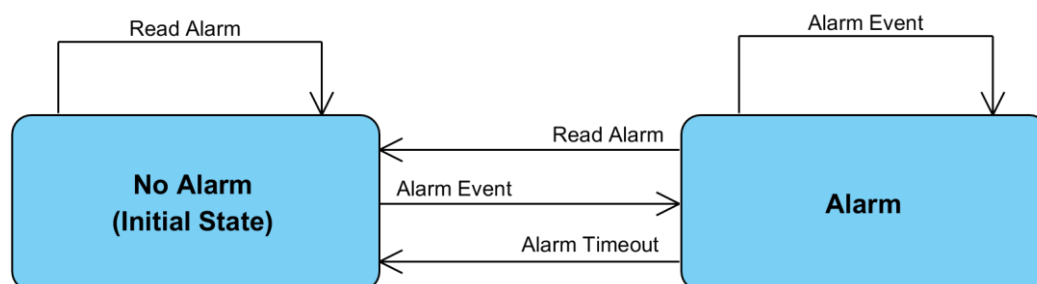 Read Alarm
Alarm Event
Read Alarm
No Alarm
(Initial State)
Alarm Event
Alarm
Alarm Timeout